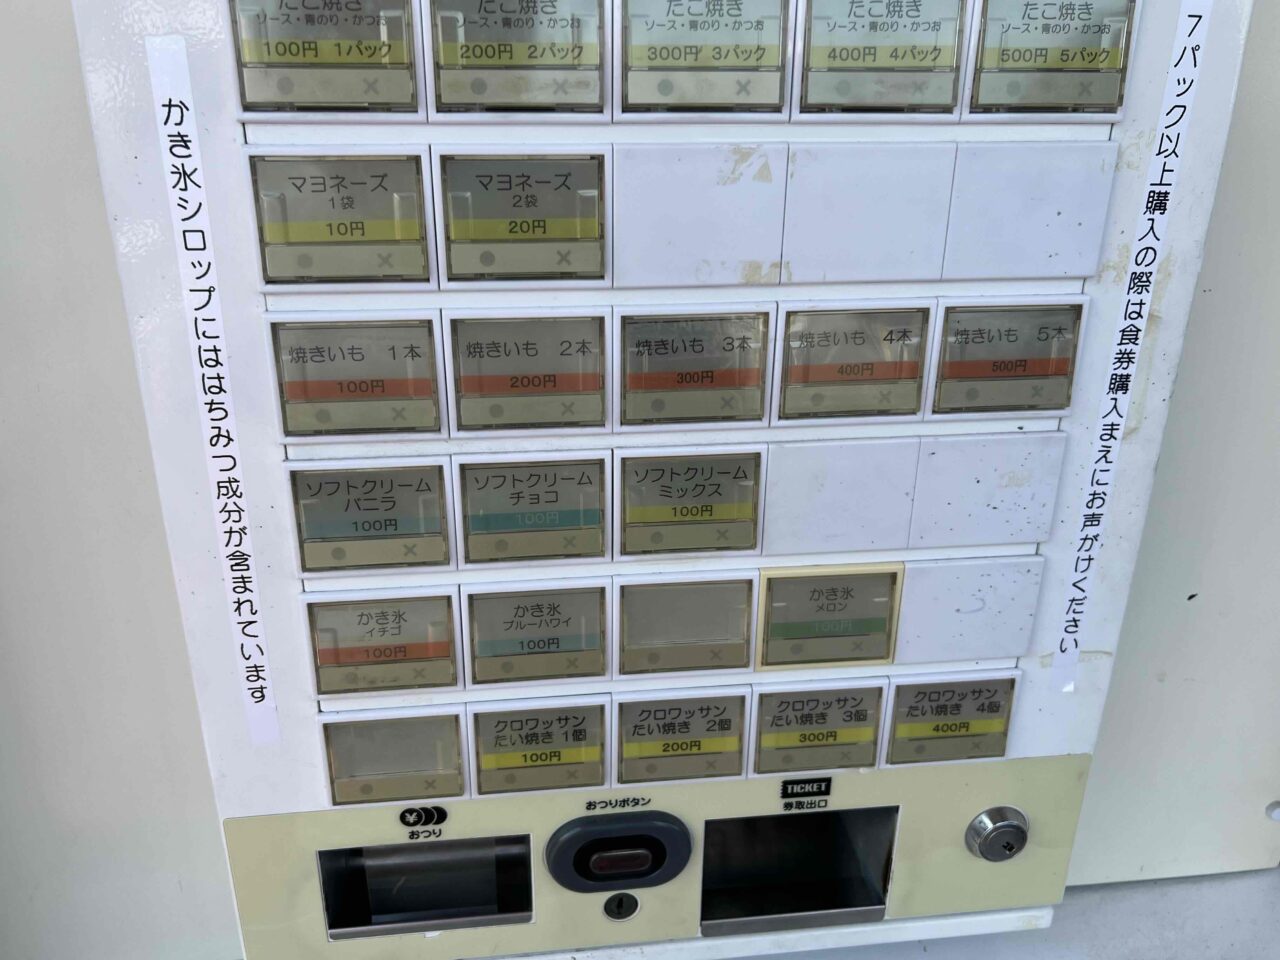 たこ焼き
ソース・青のり・かつお
100円 1パック
たこ焼き
ソース・青のり・かつお
200円 2パック
たこ焼き
ソース・青のり・かつお
300円 3パック
たこ焼き
ソース・青のり・かつお
400円 4パック
たこ焼き
ソース・青のり・かつお
500円 5パック
マヨネーズ
1袋
10円
マヨネーズ
2袋
20円
焼きいも 1本
100円
焼きいも 2本
200円
焼きいも 3本
300円
焼きいも 4本
400円
焼きいも 5本
500円
ソフトクリーム
バニラ
100円
ソフトクリーム
チョコ
100円
ソフトクリーム
ミックス
100円
かき氷
イチゴ
100円
かき氷
ブルーハワイ
100円
かき氷
メロン
100円
クロワッサン
たい焼き 1個
100円
クロワッサン
たい焼き 2個
200円
クロワッサン
たい焼き 3個
300円
クロワッサン
たい焼き 4個
400円
かき氷シロップにははちみつ成分が含まれています
7パック以上購入の際は食券購入まえにお声がけください
¥
おつり
おつりボタン
TICKET
券取出口